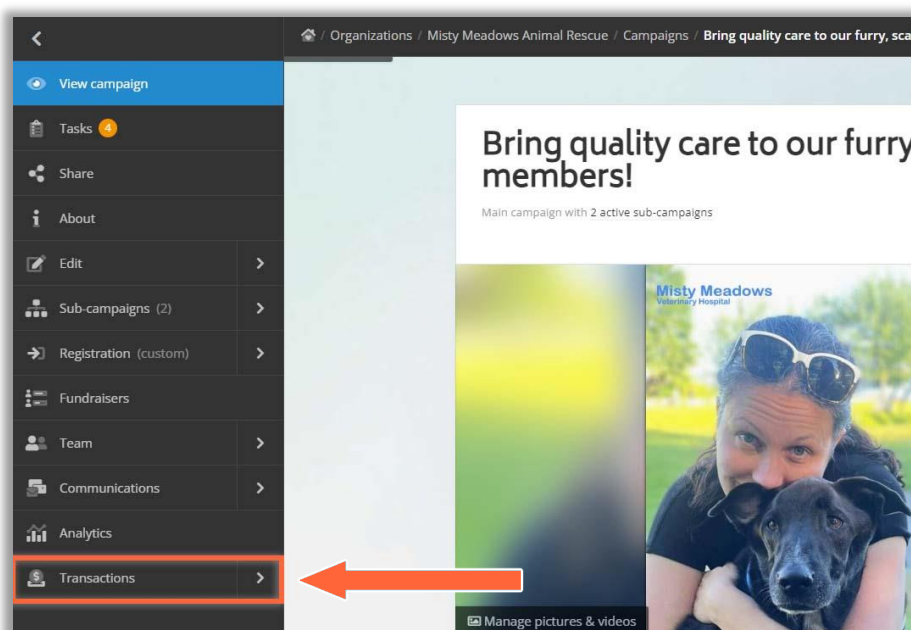 / Organizations / Misty Meadows Animal Rescue / Campaigns / Bring quality care to our furry, sca
View campaign
Tasks 4
Share
About
Edit
Sub-campaigns (2)
Registration (custom)
Fundraisers
Team
Communications
Analytics
Transactions
Bring quality care to our furry
members!
Main campaign with 2 active sub-campaigns
Misty Meadows
Veterinary Hospital
Manage pictures & videos